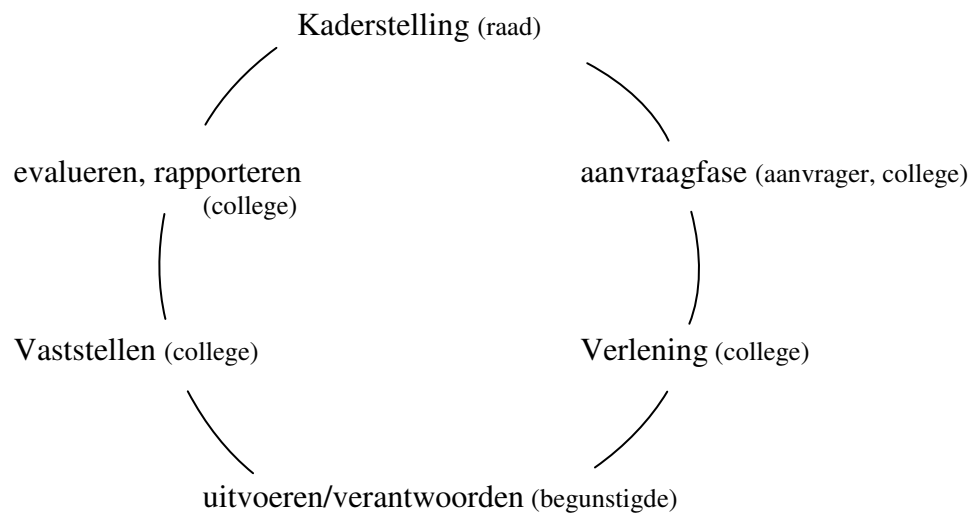 Kaderstelling (raad)
evalueren, rapporteren
(college)
aanvraagfase (aanvrager, college)
Vaststellen (college)
Verlening (college)
uitvoeren/verantwoorden (begunstigde)